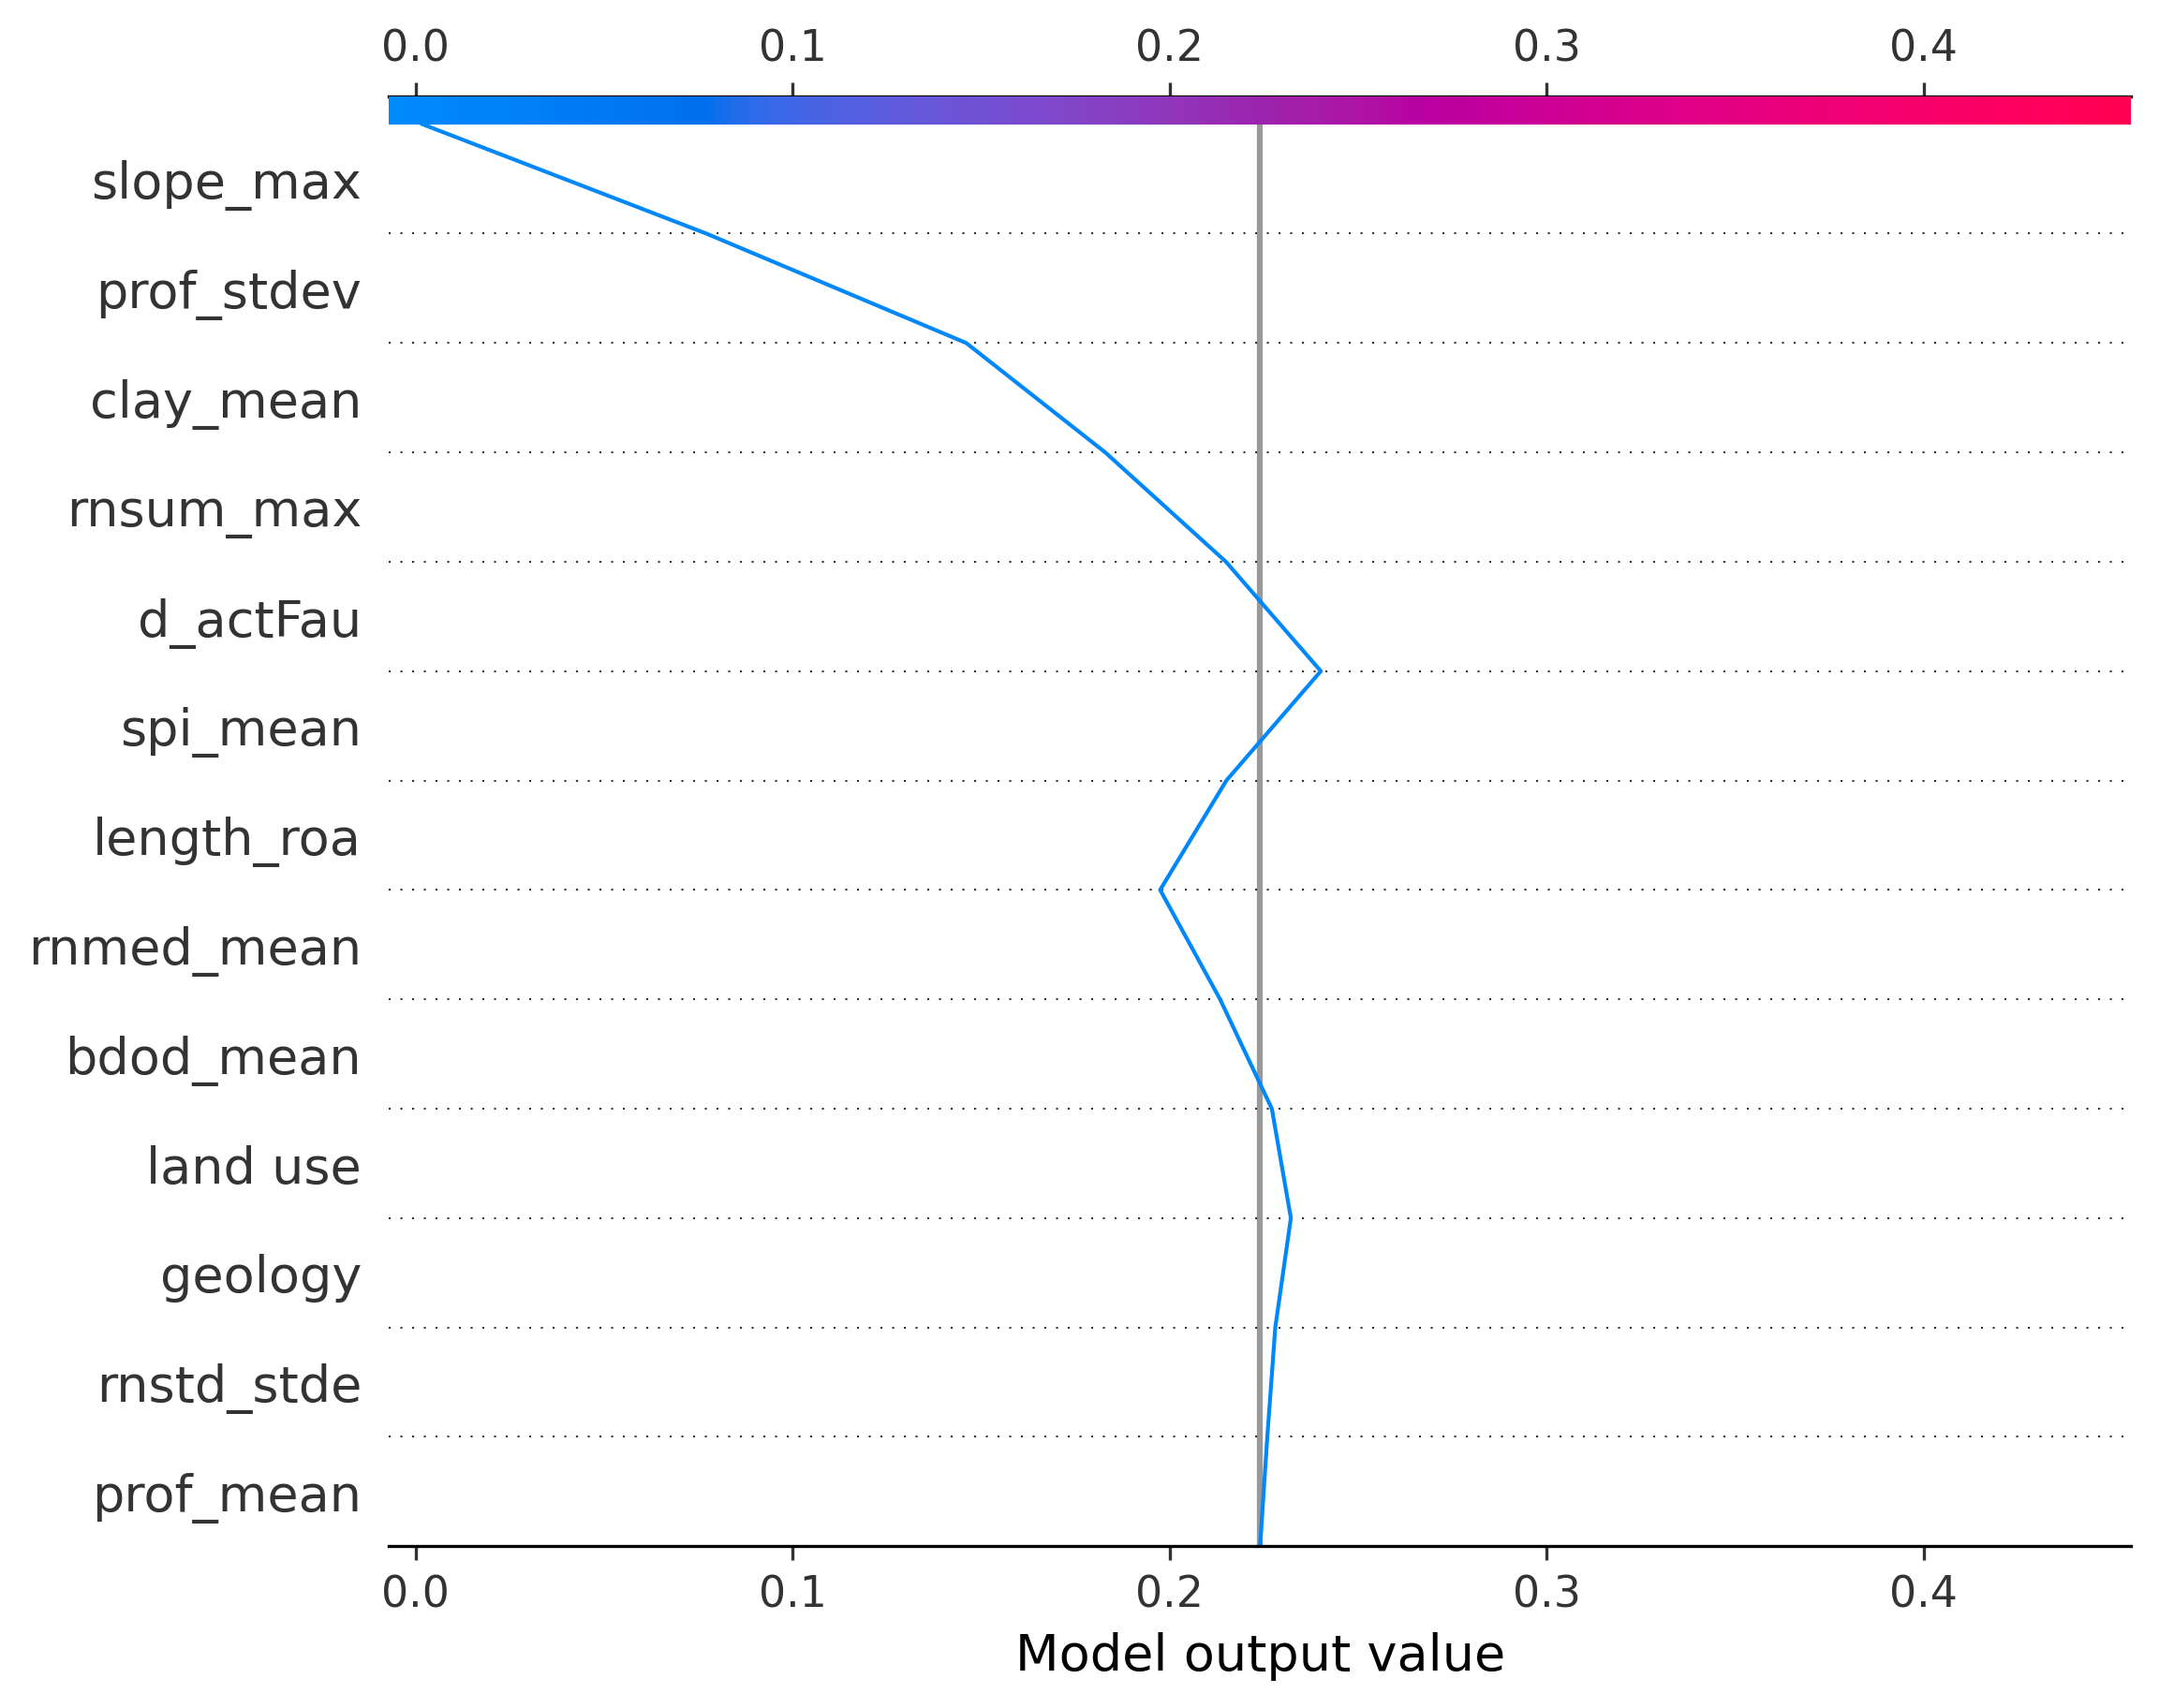 0.0 0.1 0.2 0.3 0.4
slope_max
prof_stdev
clay_mean
rnsum_max
d_actFau
spi_mean
length_roa
rnmed_mean
bdod_mean
land use
geology
rnstd_stde
prof_mean
0.0 0.1 0.2 0.3 0.4
Model output value